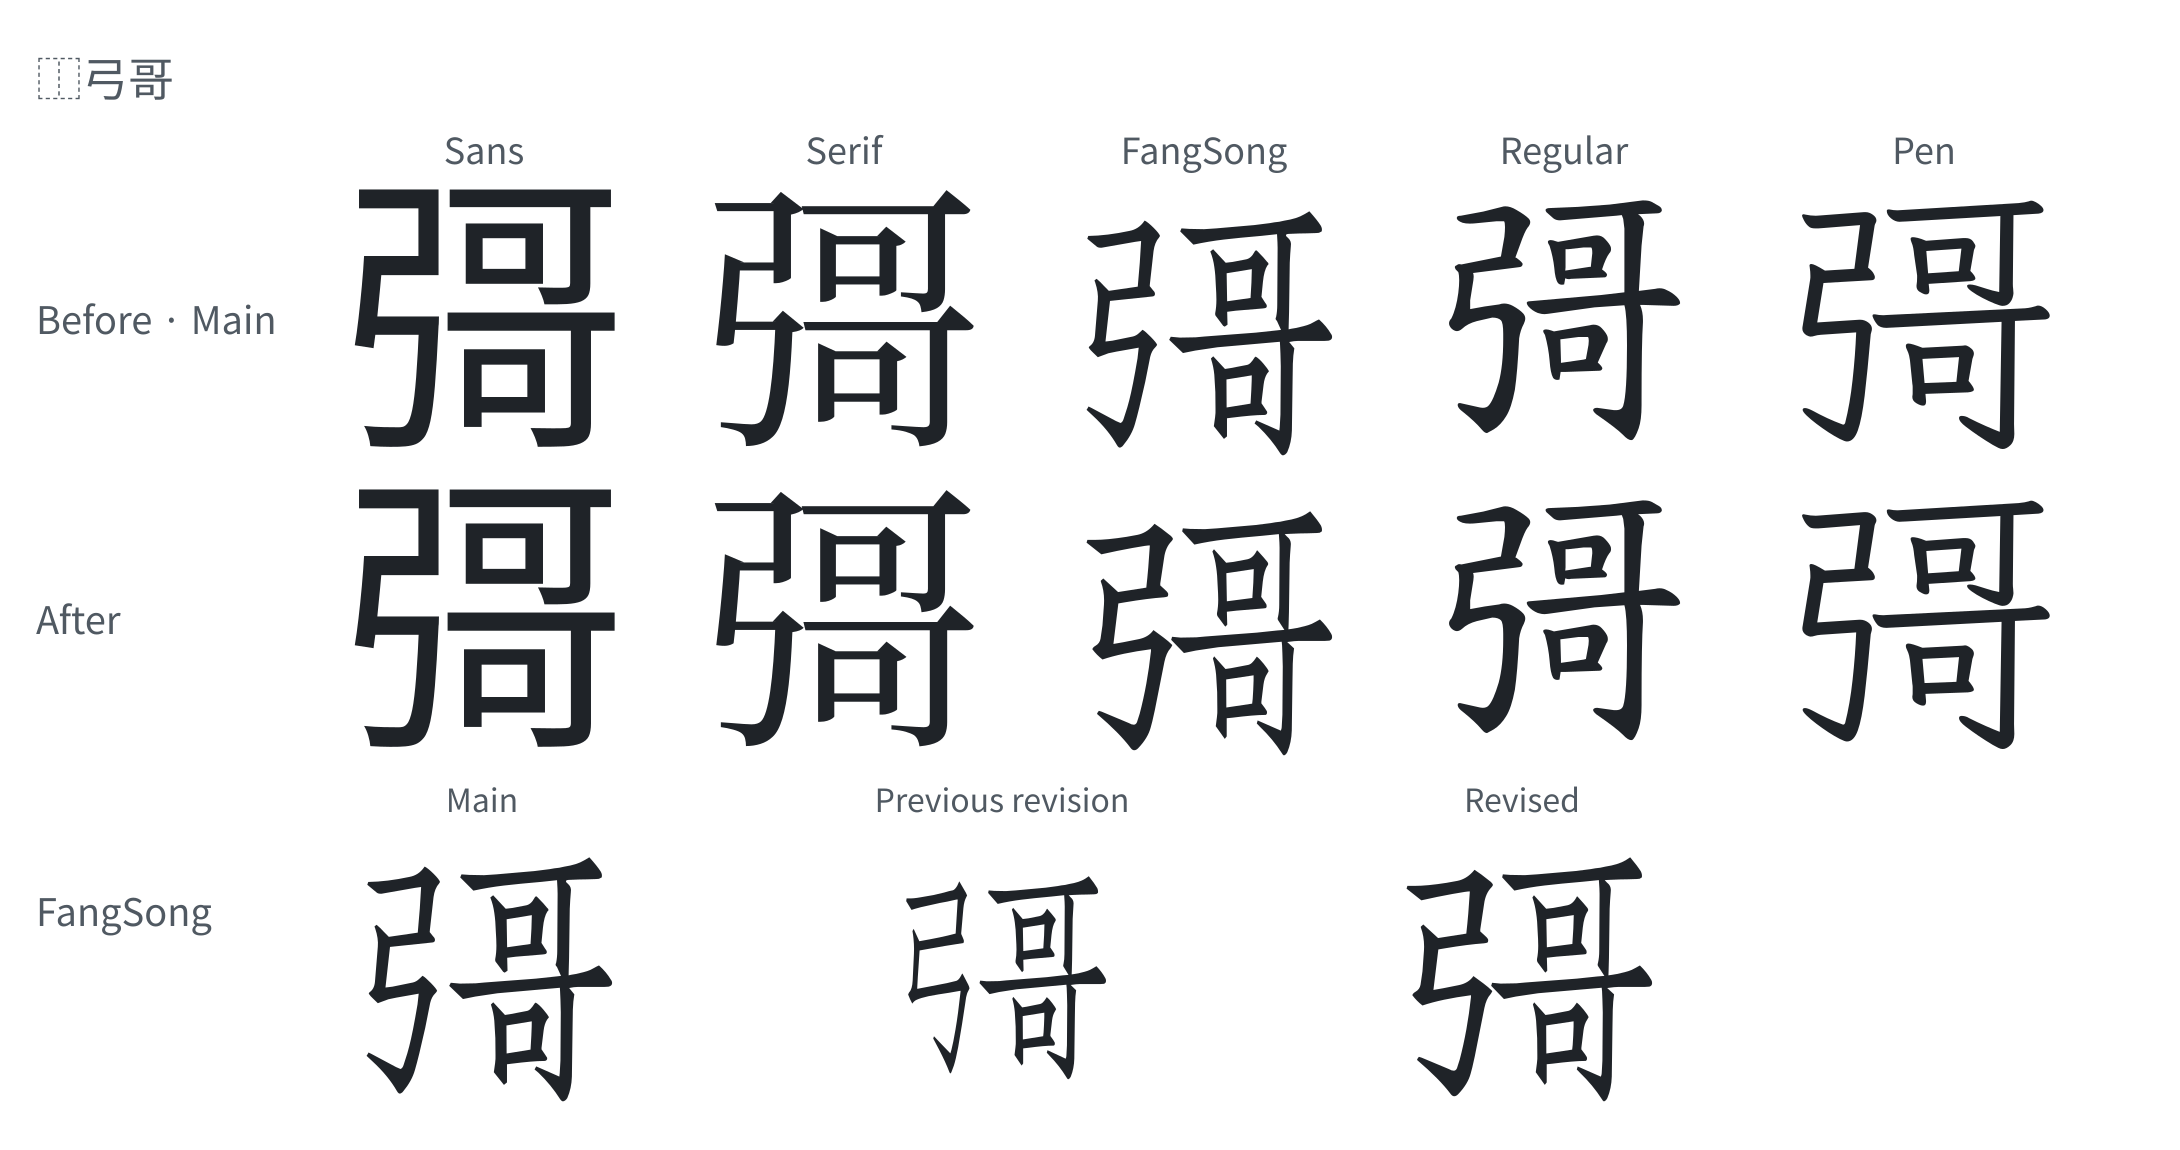 ⿰弓哥
Sans Serif FangSong Regular Pen
Before · Main
After
Main Previous revision Revised
FangSong